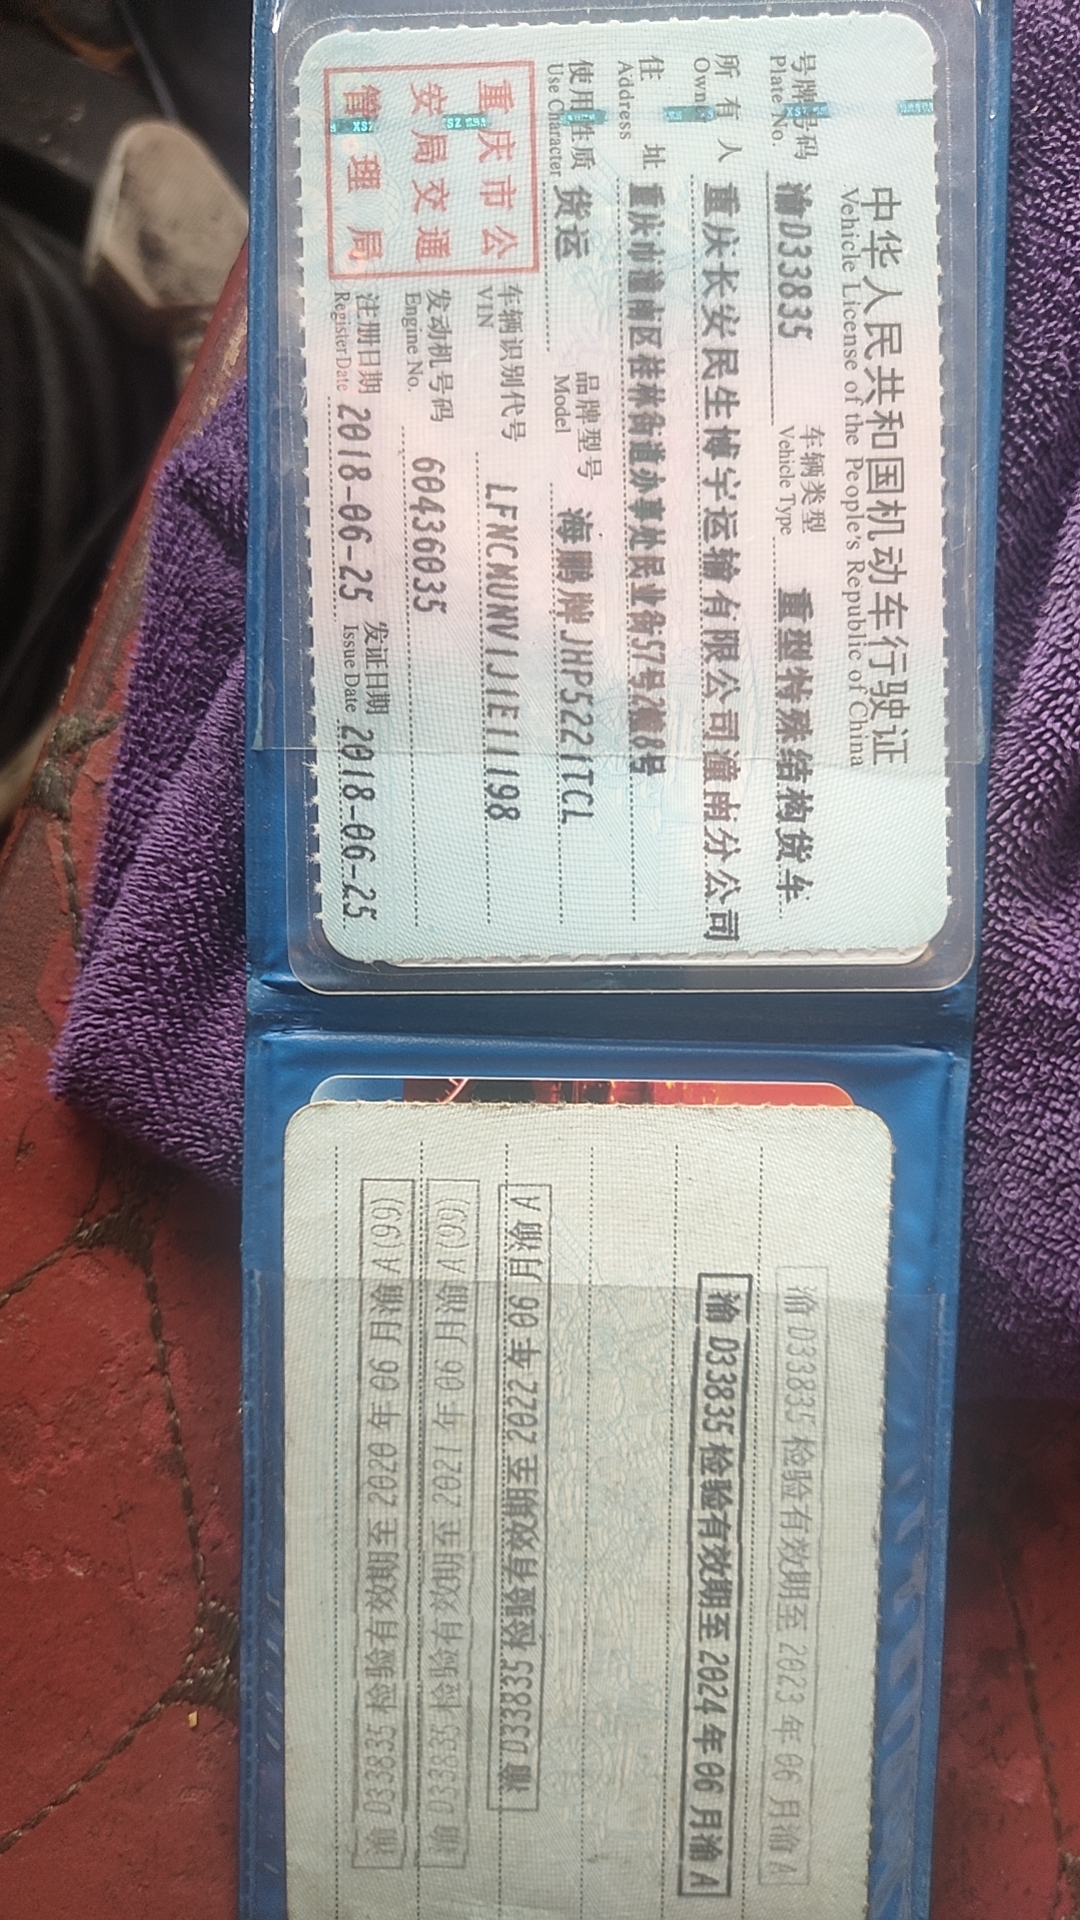 中华人民共和国机动车行驶证
Vehicle License of the People's Republic of China
号牌号码 渝D33835 车辆类型 重型特殊结构货车
Plate No. Vehicle Type
所有人 重庆长安民生博宇运输有限公司潼南分公司
Owner
住址 重庆市潼南区桂林街道办事处民业街57号2幢8号
Address
使用性质 货运 品牌型号 海鹏牌JHP5221TCL
Use Character Model
重庆市公安局交通管理局
车辆识别代号 LFNCMUNV1J1E11198
VIN
发动机号码 60436035
Engine No.
注册日期 2018-06-25 发证日期 2018-06-25
Register Date Issue Date
渝D33835检验有效期至2023年06月渝A
渝D33835检验有效期至2024年06月渝A
渝D33835检验有效期至2022年06月渝A
渝D33835检验有效期至2021年06月渝A(99)
渝D33835检验有效期至2020年06月渝A(99)